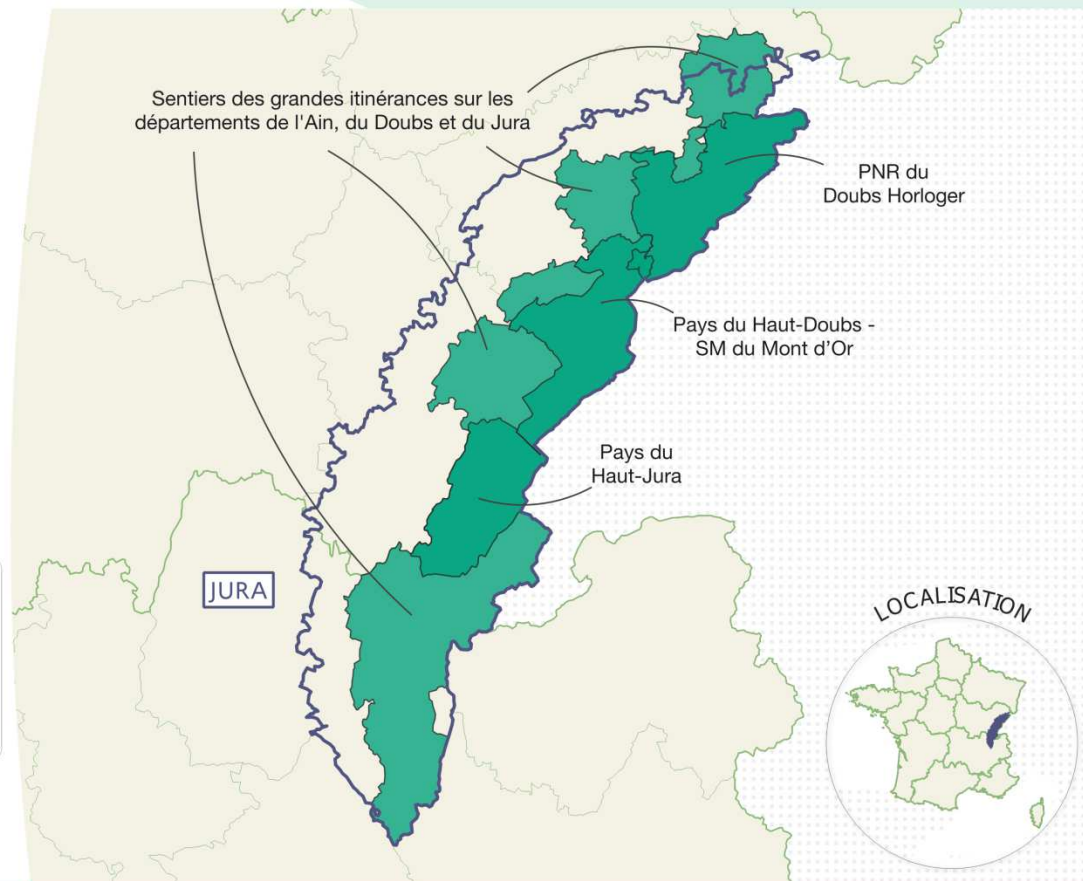 Sentiers des grandes itinérances sur les
départements de l'Ain, du Doubs et du Jura
PNR du
Doubs Horloger
Pays du Haut-Doubs -
SM du Mont d’Or
Pays du
Haut-Jura
JURA
LOCALISATION